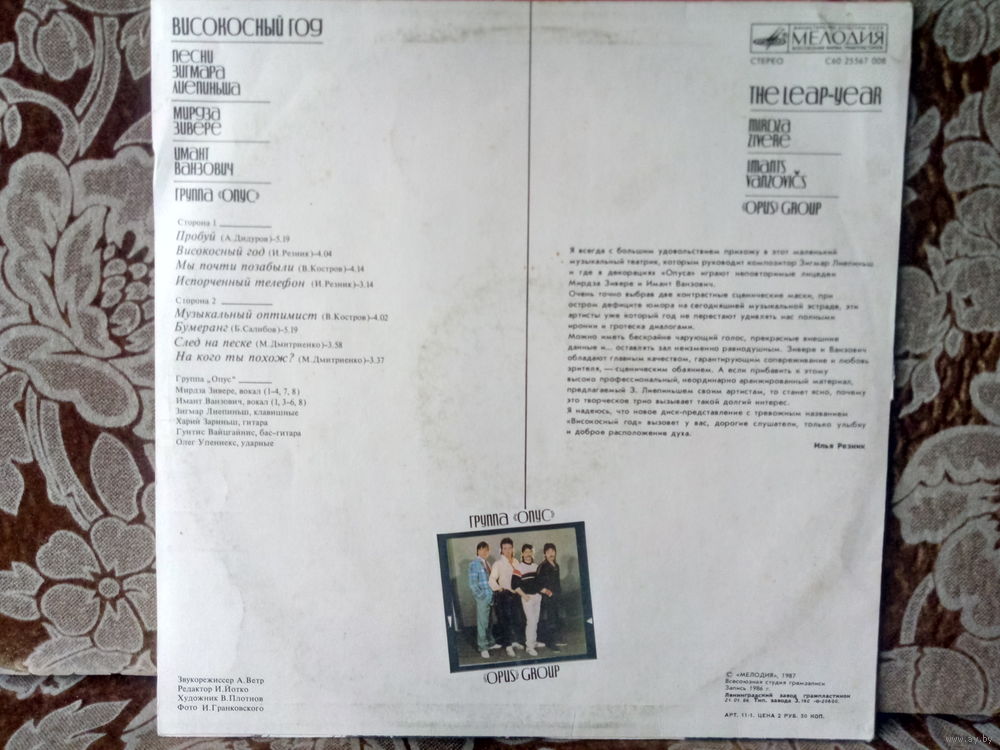 ВИСОКОСНЫЙ ГОД
ПЕСНИ
ЗИГМАРА
ЛИЕПИНЬША
МИРДЗА
ЗИВЕРЕ
ИМАНТ
ВАНЗОВИЧ
ГРУППА «ОПУС»
Сторона 1
Пробуй (А.Дидуров)–5.19
Високосный год (И.Резник)–4.04
Мы почти позабыли (В.Костров)–4.14
Испорченный телефон (И.Резник)–3.14
Сторона 2
Музыкальный оптимист (В.Костров)–4.02
Бумеранг (Б.Салибов)–5.19
След на песке (М.Дмитриенко)–3.58
На кого ты похож? (М.Дмитриенко)–3.37
Группа „Опус"
Мирдза Зивере, вокал (1–4, 7, 8)
Имант Ванзович, вокал (1, 3–6, 8)
Зигмар Лиепиньш, клавишные
Харий Зариньш, гитара
Гунтис Вайцгайнис, бас–гитара
Олег Упениекс, ударные
Звукорежиссер А.Ветр
Редактор И.Йотко
Художник В.Плотнов
Фото И.Гранковского
МЕЛОДИЯ
СТЕРЕО С60 25567 008
THE LEAP-YEAR
MIRDZA
ZIVERE
IMANTS
VANZOVIČS
«OPUS» GROUP
Я всегда с большим удовольствием прихожу в этот маленький
музыкальный театрик, которым руководит композитор Зигмар Лиепиньш
и где в декорациях «Опуса» играют неповторимые лицедеи
Мирдза Зивере и Имант Ванзович.
Очень точно выбрав две контрастные сценические маски, при
остром дефиците юмора на сегодняшней музыкальной эстраде, эти
артисты уже который год не перестают удивлять нас полными
иронии и гротеска диалогами.
Можно иметь бескрайне чарующий голос, прекрасные внешние
данные и... оставлять зал неизменно равнодушным. Зивере и Ванзович
обладают главным качеством, гарантирующим сопереживание и любовь
зрителя, — сценическим обаянием. А если прибавить к этому
высоко профессиональный, неординарно аранжированный материал,
предлагаемый З. Лиепиньшем своим артистам, то станет ясно, почему
это творческое трио вызывает такой долгий интерес.
Я надеюсь, что новое диск-представление с тревожным названием
«Високосный год» вызовет у вас, дорогие слушатели, только улыбку
и доброе расположение духа.
Илья Резник
ГРУППА «ОПУС»
«OPUS» GROUP
© «МЕЛОДИЯ», 1987
Всесоюзная студия грамзаписи
Запись 1986 г.
Ленинградский завод грампластинок
АРТ. 11-1. ЦЕНА 2 РУБ. 50 КОП.
www.ay.by